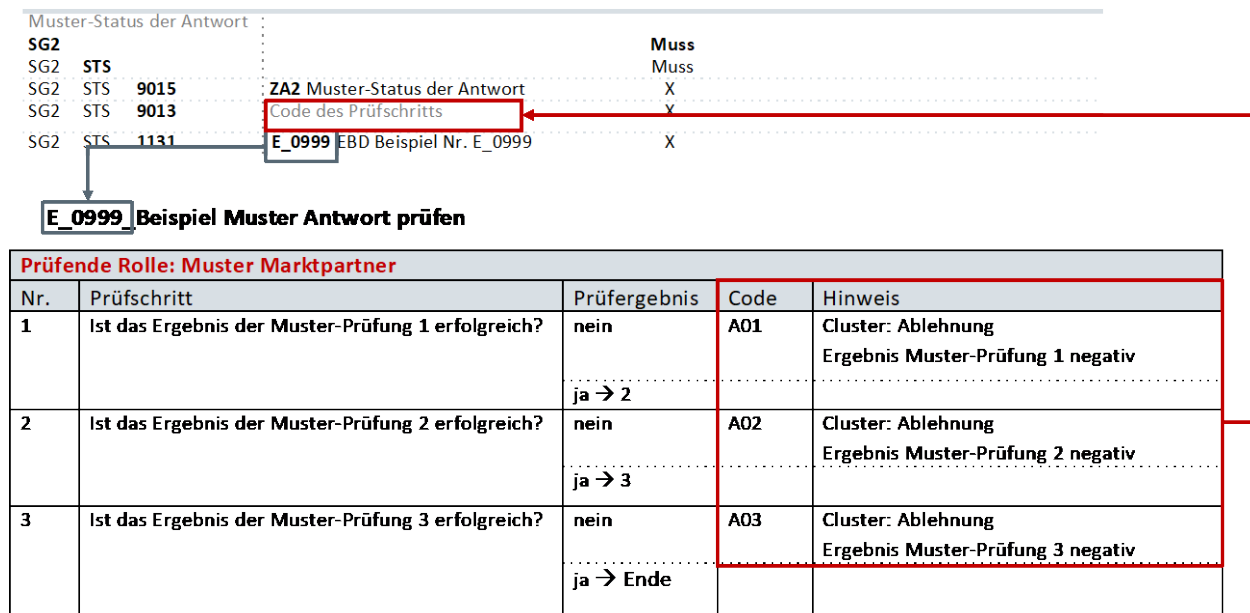 Muster-Status der Antwort
SG2 Muss
SG2 STS Muss
SG2 STS 9015 ZA2 Muster-Status der Antwort X
SG2 STS 9013 Code des Prüfschritts X
SG2 STS 1131 E_0999 EBD Beispiel Nr. E_0999 X
E_0999_Beispiel Muster Antwort prüfen
Prüfende Rolle: Muster Marktpartner
Nr. Prüfschritt Prüfergebnis Code Hinweis
1 Ist das Ergebnis der Muster-Prüfung 1 erfolgreich? nein A01 Cluster: Ablehnung
Ergebnis Muster-Prüfung 1 negativ
ja → 2
2 Ist das Ergebnis der Muster-Prüfung 2 erfolgreich? nein A02 Cluster: Ablehnung
Ergebnis Muster-Prüfung 2 negativ
ja → 3
3 Ist das Ergebnis der Muster-Prüfung 3 erfolgreich? nein A03 Cluster: Ablehnung
Ergebnis Muster-Prüfung 3 negativ
ja → Ende